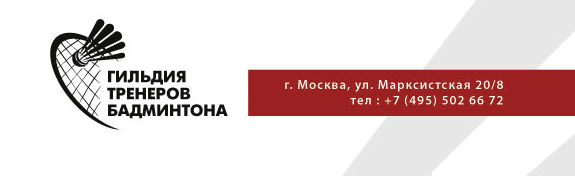 ГИЛЬДИЯ
ТРЕНЕРОВ
БАДМИНТОНА
г. Москва, ул. Марксистская 20/8
тел : +7 (495) 502 66 72